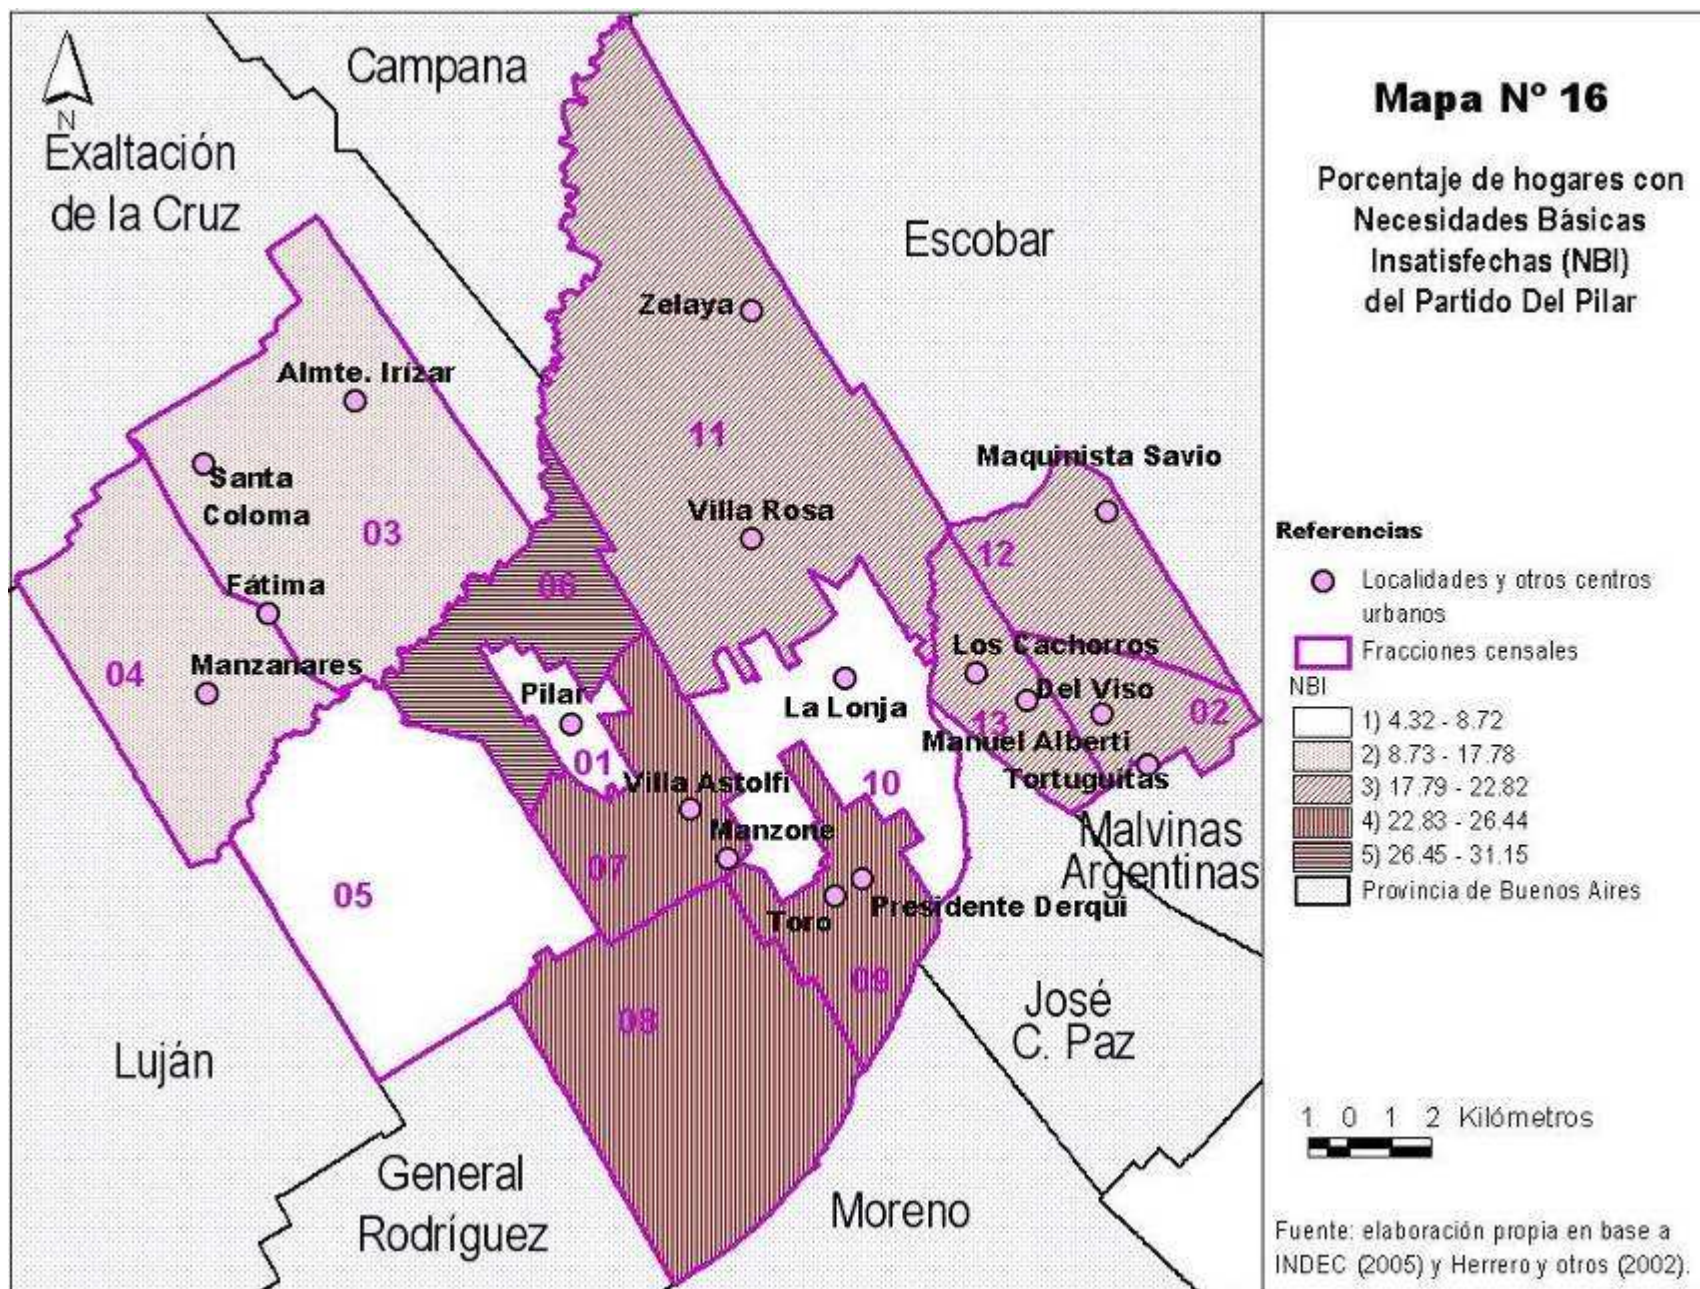 Campana
N
Exaltación
de la Cruz
Escobar
Zelaya
Almte. Irízar
11
Maquinista Savio
Santa
Coloma
03
Villa Rosa
12
06
Fátima
04
Manzanares
Los Cachorros
Pilar
La Lonja
Del Viso
02
13
Manuel Alberti
01
Villa Astolfi
10
Tortuguitas
Manzone
Malvinas
Argentinas
07
05
Presidente Derqui
Toro
09
08
José
C. Paz
Luján
General
Rodríguez
Moreno
Mapa Nº 16
Porcentaje de hogares con
Necesidades Básicas
Insatisfechas (NBI)
del Partido Del Pilar
Referencias
Localidades y otros centros
urbanos
Fracciones censales
NBI
1) 4.32 - 8.72
2) 8.73 - 17.78
3) 17.79 - 22.82
4) 22.83 - 26.44
5) 26.45 - 31.15
Provincia de Buenos Aires
1 0 1 2 Kilómetros
Fuente: elaboración propia en base a
INDEC (2005) y Herrero y otros (2002).